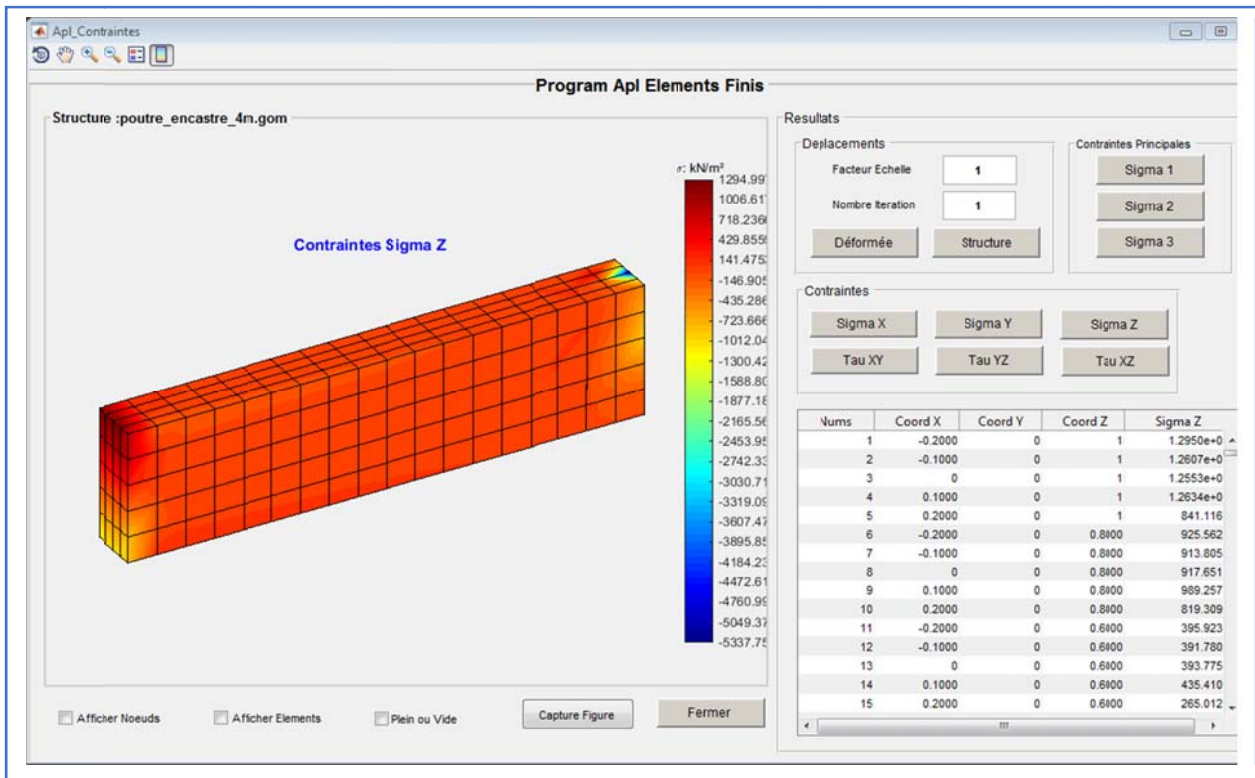 Apl_Contraintes
Program Apl Elements Finis
Structure :poutre_encastre_4m.gom
Contraintes Sigma Z
σ: kN/m²
1294.997
1006.617
718.2360
429.8555
141.4752
-146.905
-435.286
-723.666
-1012.04
-1300.42
-1588.80
-1877.18
-2165.56
-2453.95
-2742.33
-3030.71
-3319.09
-3607.47
-3895.85
-4184.23
-4472.61
-4760.99
-5049.37
-5337.75
Afficher Noeuds
Afficher Elements
Plein ou Vide
Capture Figure
Fermer
Resultats
Deplacements
Facteur Echelle 1
Nombre Iteration 1
Déformée Structure
Contraintes Principales
Sigma 1
Sigma 2
Sigma 3
Contraintes
Sigma X Sigma Y Sigma Z
Tau XY Tau YZ Tau XZ
Nums Coord X Coord Y Coord Z Sigma Z
1 -0.2000 0 1 1.2950e+0
2 -0.1000 0 1 1.2607e+0
3 0 0 1 1.2553e+0
4 0.1000 0 1 1.2634e+0
5 0.2000 0 1 841.116
6 -0.2000 0 0.8000 925.562
7 -0.1000 0 0.8000 913.805
8 0 0 0.8000 917.651
9 0.1000 0 0.8000 989.257
10 0.2000 0 0.8000 819.309
11 -0.2000 0 0.6000 395.923
12 -0.1000 0 0.6000 391.780
13 0 0 0.6000 393.775
14 0.1000 0 0.6000 435.410
15 0.2000 0 0.6000 265.012